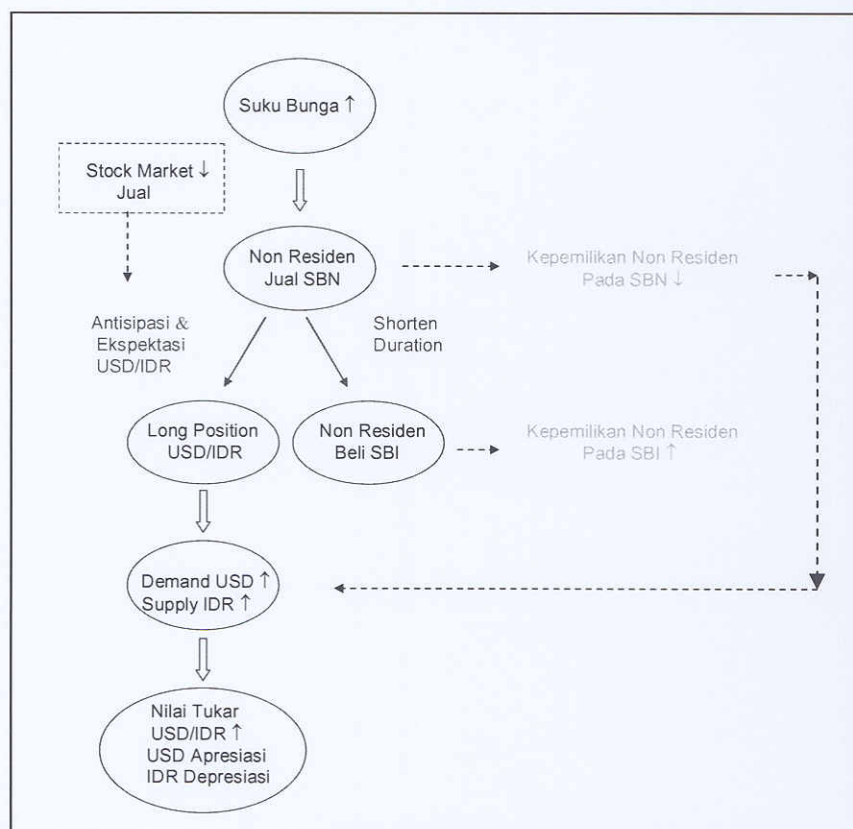 Suku Bunga ↑
Stock Market ↓
Jual
Non Residen
Jual SBN
Kepemilikan Non Residen
Pada SBN ↓
Antisipasi &
Ekspektasi
USD/IDR
Shorten
Duration
Long Position
USD/IDR
Non Residen
Beli SBI
Kepemilikan Non Residen
Pada SBI ↑
Demand USD ↑
Supply IDR ↑
Nilai Tukar
USD/IDR ↑
USD Apresiasi
IDR Depresiasi